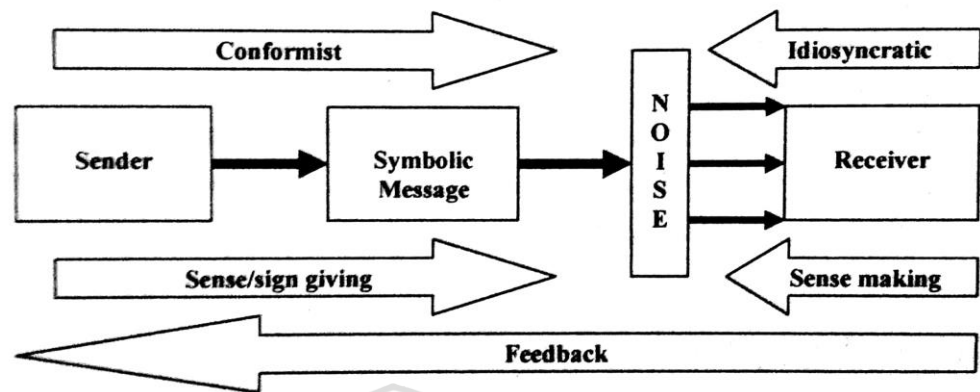 Conformist
Idiosyncratic
Sender
Symbolic
Message
N
O
I
S
E
Receiver
Sense/sign giving
Sense making
Feedback